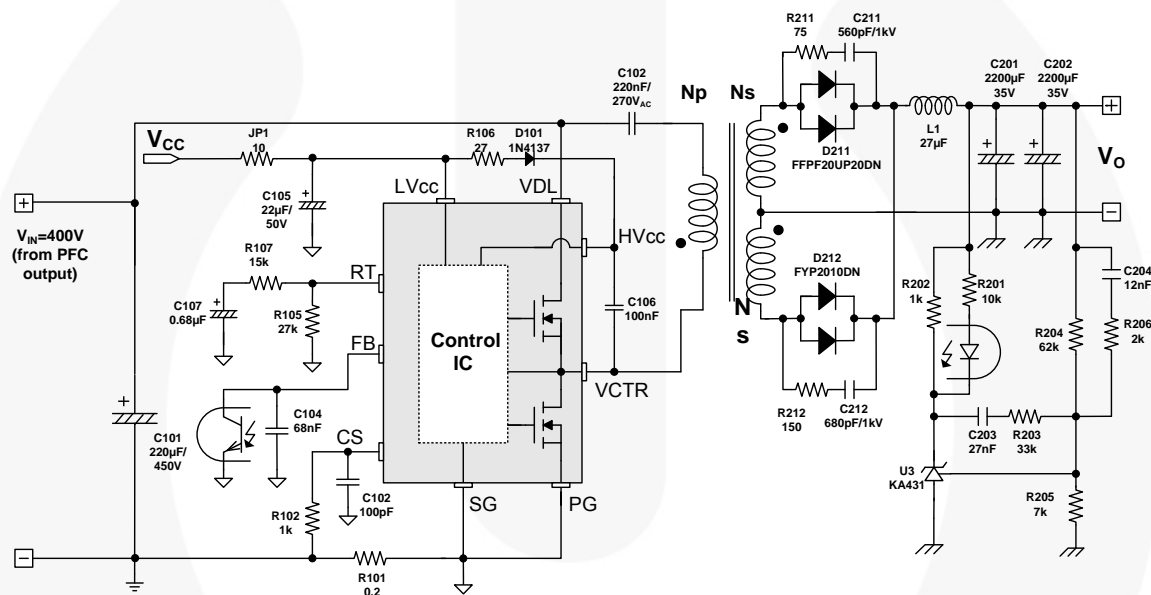 R211
75
C211
560pF/1kV
C102
220nF/
270VAC
Np
Ns
C201
2200µF
35V
C202
2200µF
35V
VCC
JP1
10
R106
27
D101
1N4137
D211
FFPF20UP20DN
L1
27µF
VO
LVcc
VDL
C105
22µF/
50V
HVcc
VIN=400V
(from PFC
output)
R107
15k
RT
C107
0.68µF
R105
27k
C106
100nF
D212
FYP2010DN
R202
1k
R201
10k
C204
12nF
N
s
R204
62k
R206
2k
FB
Control
IC
VCTR
C104
68nF
R212
150
C212
680pF/1kV
C101
220µF/
450V
CS
C203
27nF
R203
33k
U3
KA431
R102
1k
C102
100pF
SG
PG
R205
7k
R101
0.2